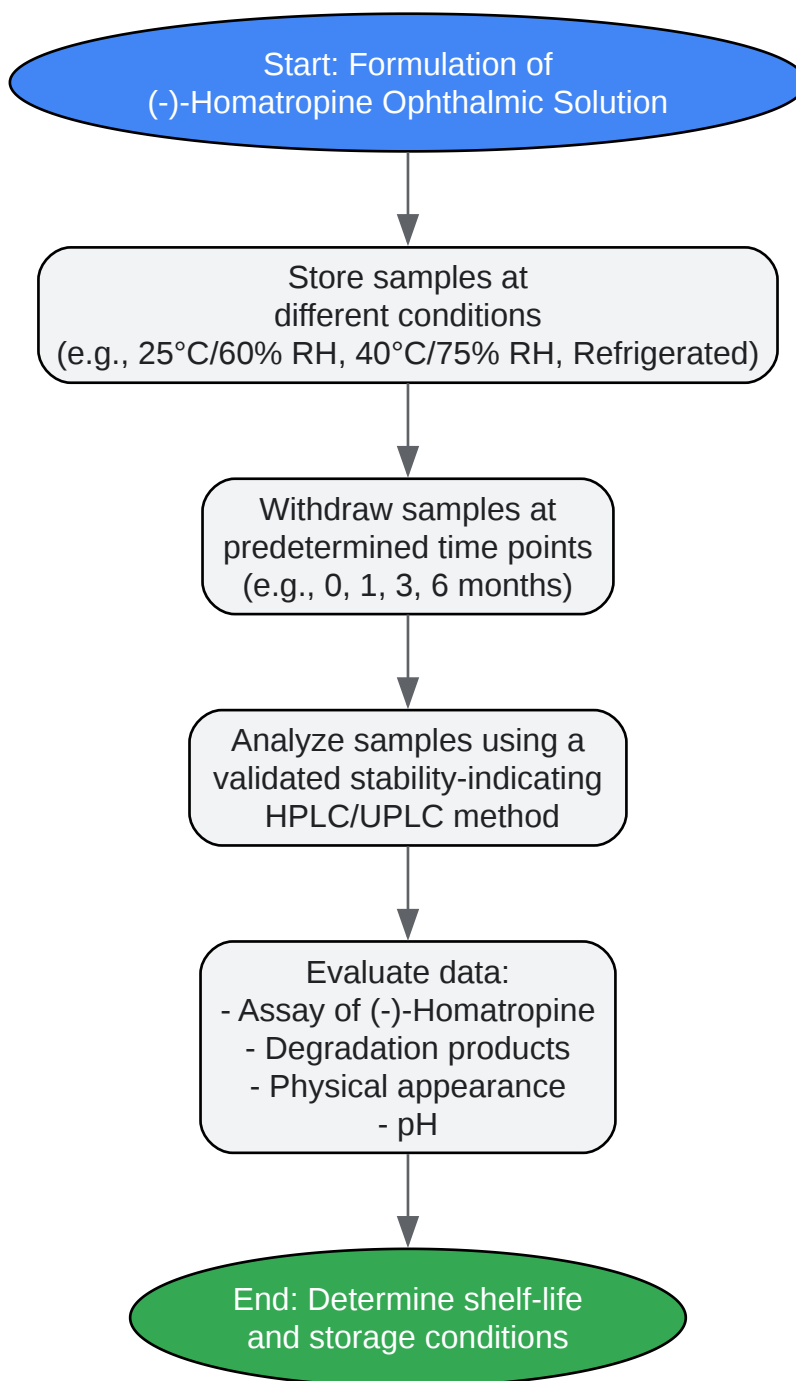 Start: Formulation of
(-)-Homatropine Ophthalmic Solution
Store samples at
different conditions
(e.g., 25°C/60% RH, 40°C/75% RH, Refrigerated)
Withdraw samples at
predetermined time points
(e.g., 0, 1, 3, 6 months)
Analyze samples using a
validated stability-indicating
HPLC/UPLC method
Evaluate data:
- Assay of (-)-Homatropine
- Degradation products
- Physical appearance
- pH
End: Determine shelf-life
and storage conditions